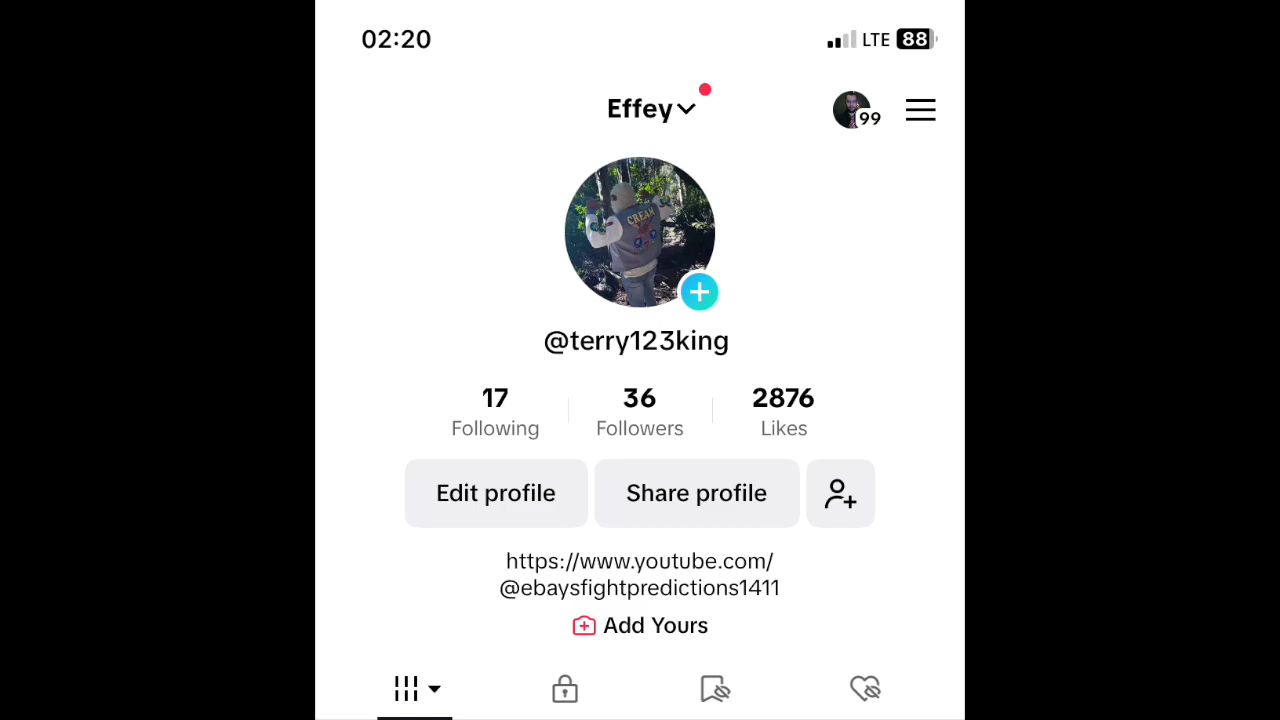 02:20
LTE 88
Effey
99
CREAM
@terry123king
17 36 2876
Following Followers Likes
Edit profile Share profile
https://www.youtube.com/
@ebaysfightpredictions1411
Add Yours